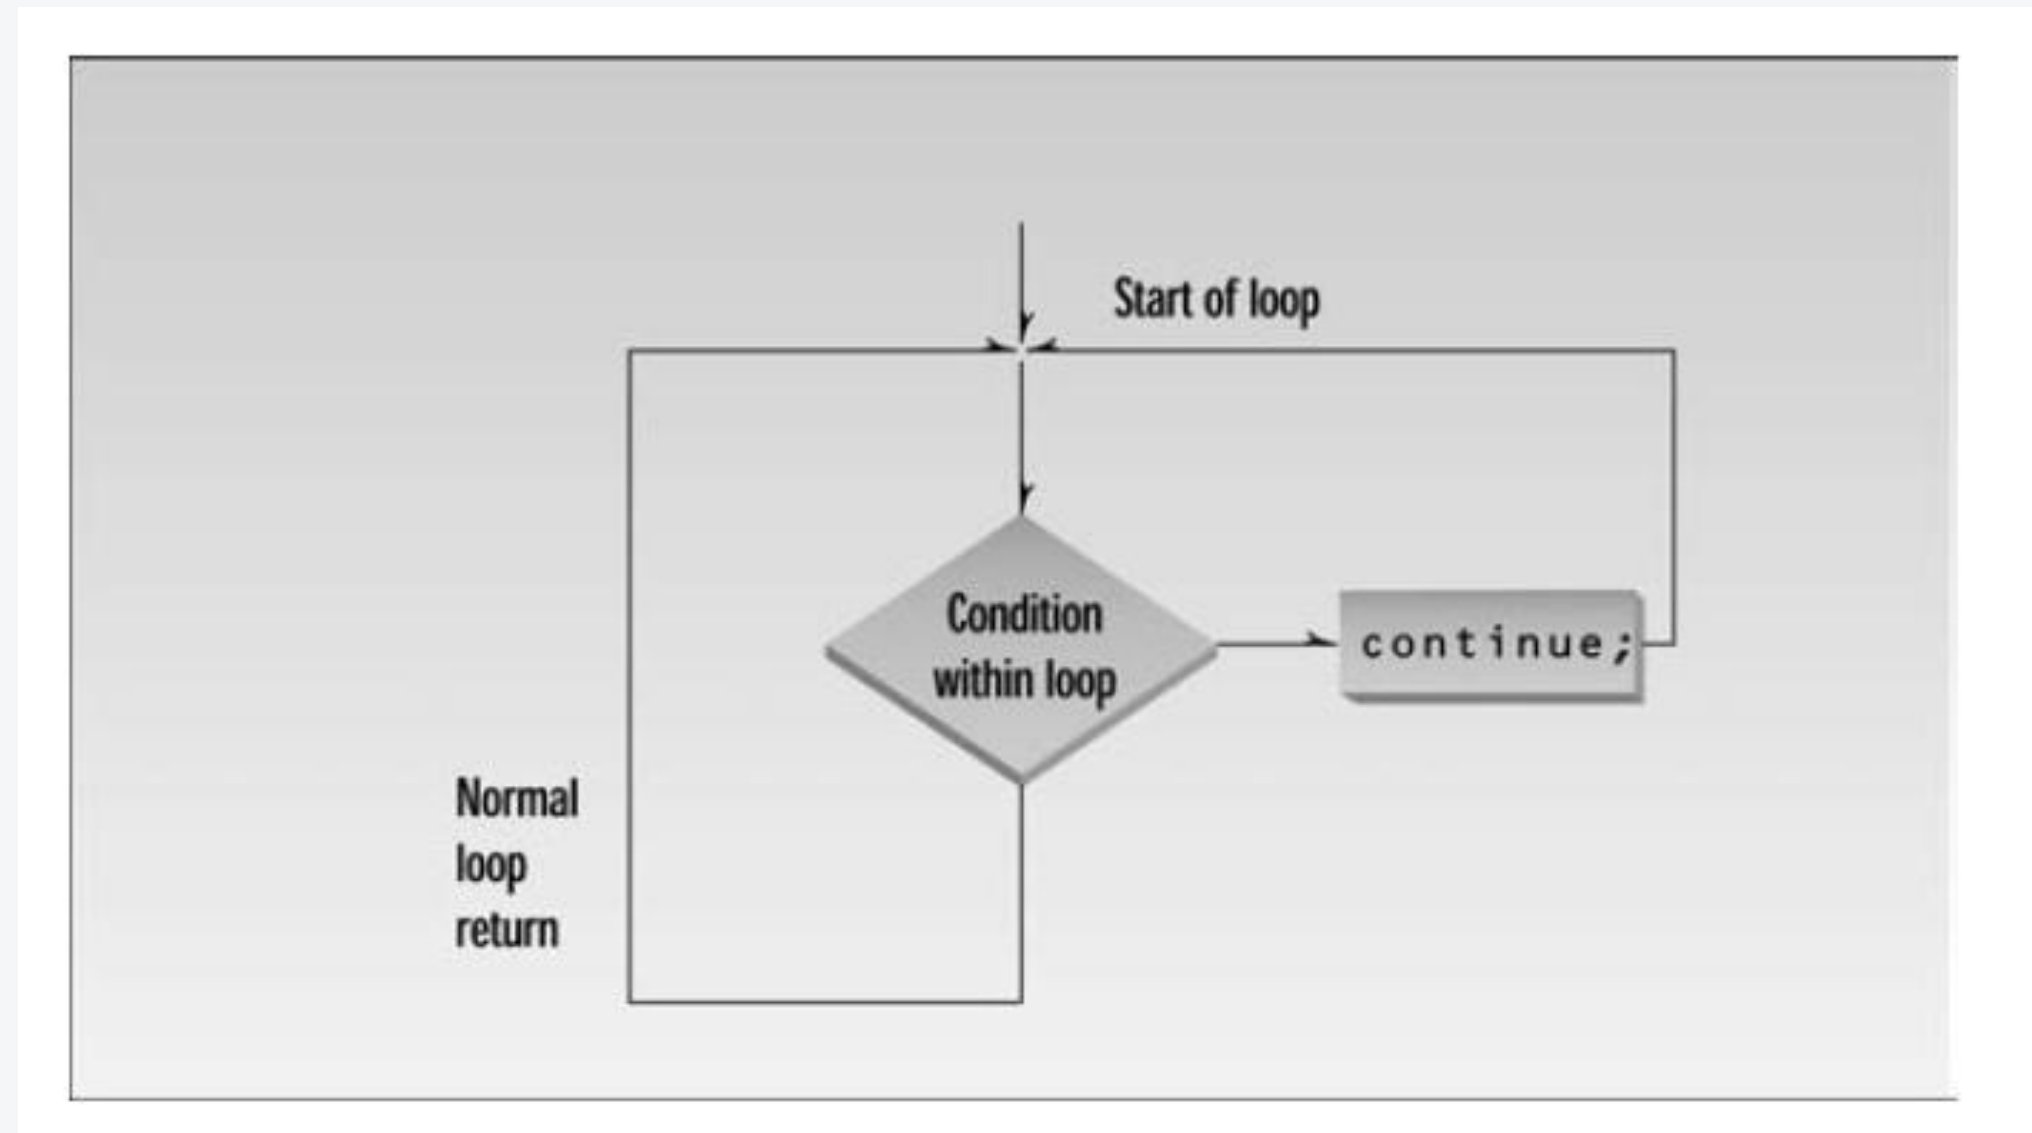 Start of loop
Condition
within loop
continue;
Normal
loop
return